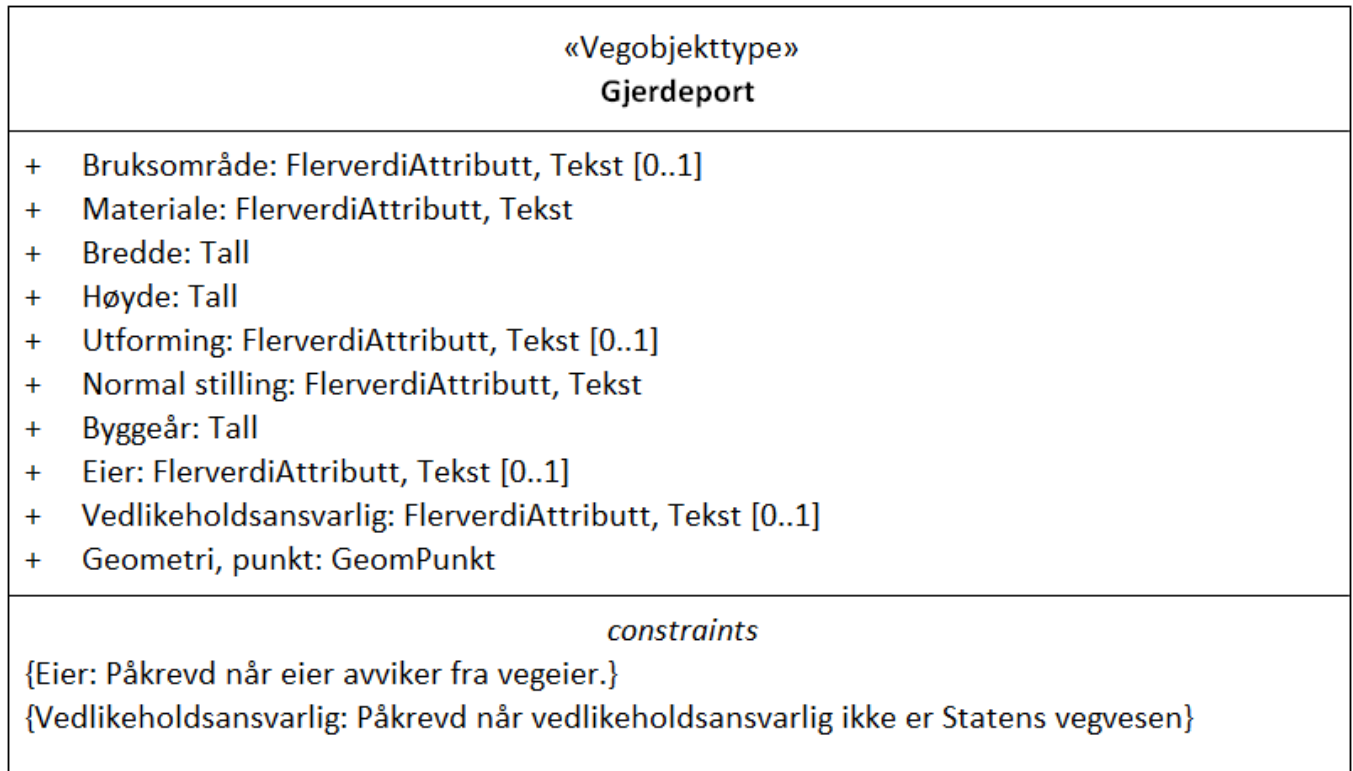 «Vegobjekttype»
Gjerdeport
+ Bruksområde: FlerverdiAttributt, Tekst [0..1]
+ Materiale: FlerverdiAttributt, Tekst
+ Bredde: Tall
+ Høyde: Tall
+ Utforming: FlerverdiAttributt, Tekst [0..1]
+ Normal stilling: FlerverdiAttributt, Tekst
+ Byggeår: Tall
+ Eier: FlerverdiAttributt, Tekst [0..1]
+ Vedlikeholdsansvarlig: FlerverdiAttributt, Tekst [0..1]
+ Geometri, punkt: GeomPunkt
constraints
{Eier: Påkrevd når eier avviker fra vegeier.}
{Vedlikeholdsansvarlig: Påkrevd når vedlikeholdsansvarlig ikke er Statens vegvesen}